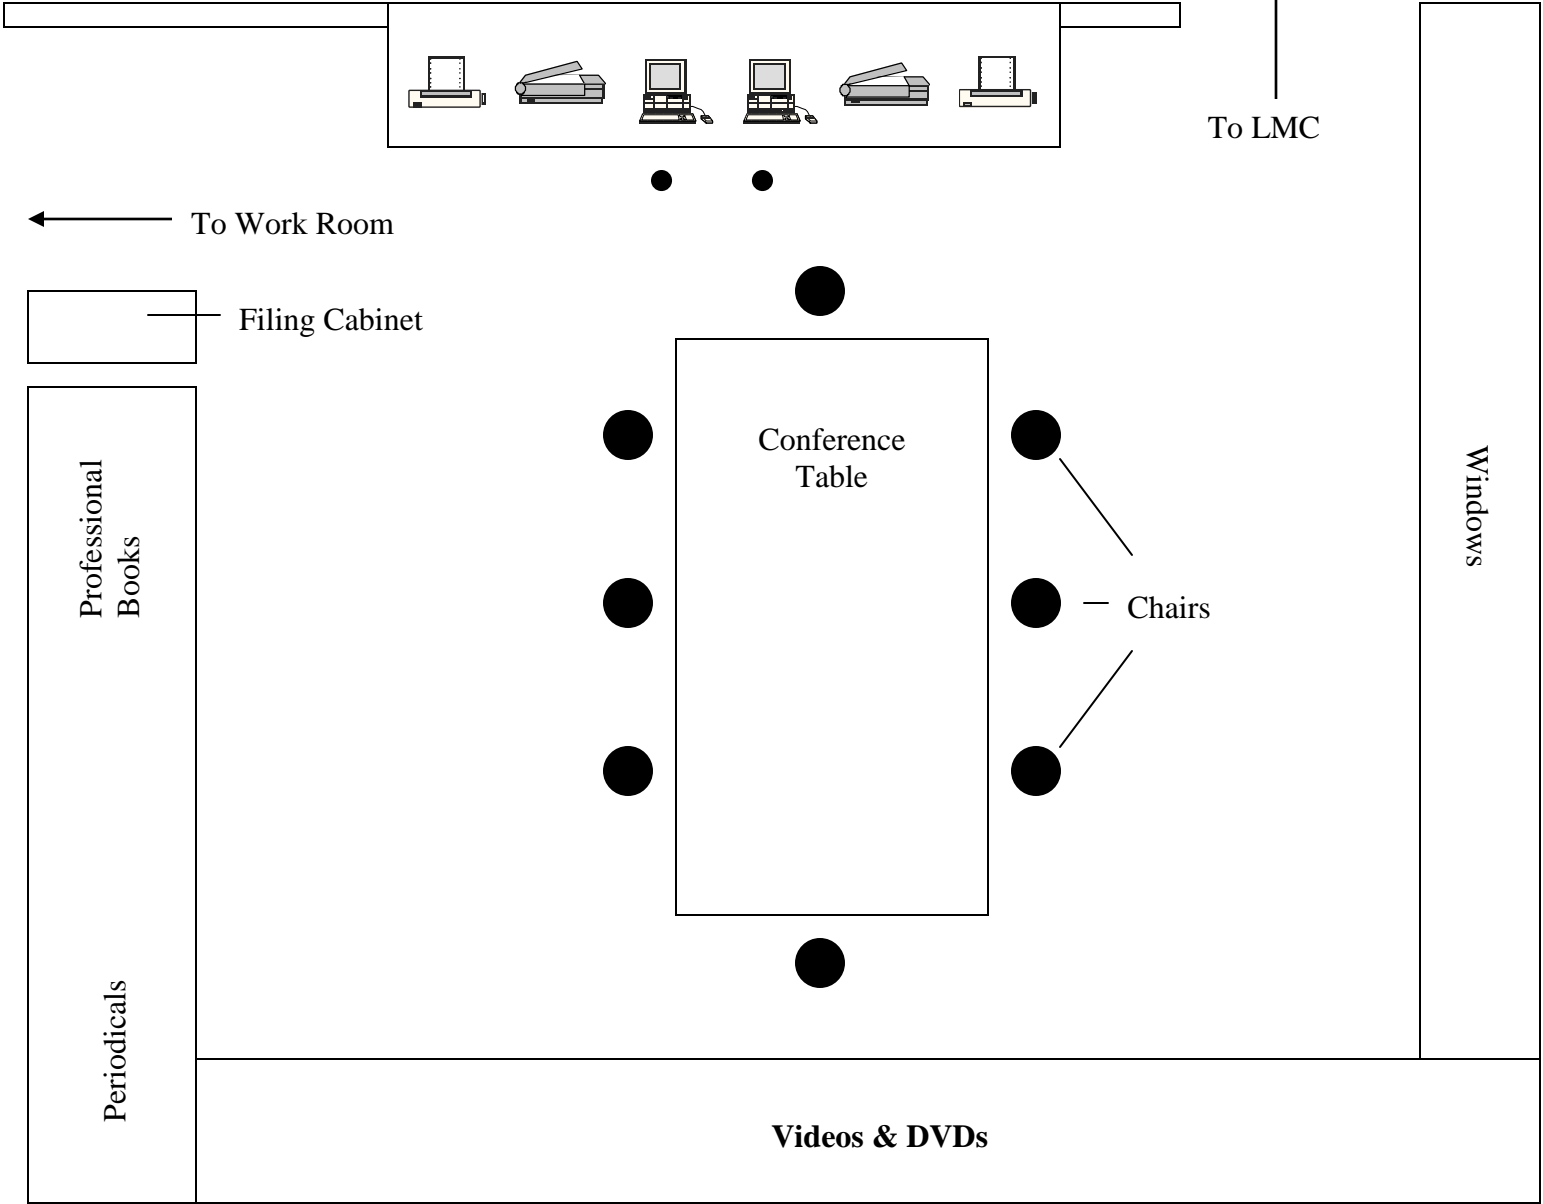 To LMC
To Work Room
Filing Cabinet
Conference
Table
Professional
Books
Windows
Chairs
Periodicals
Videos & DVDs